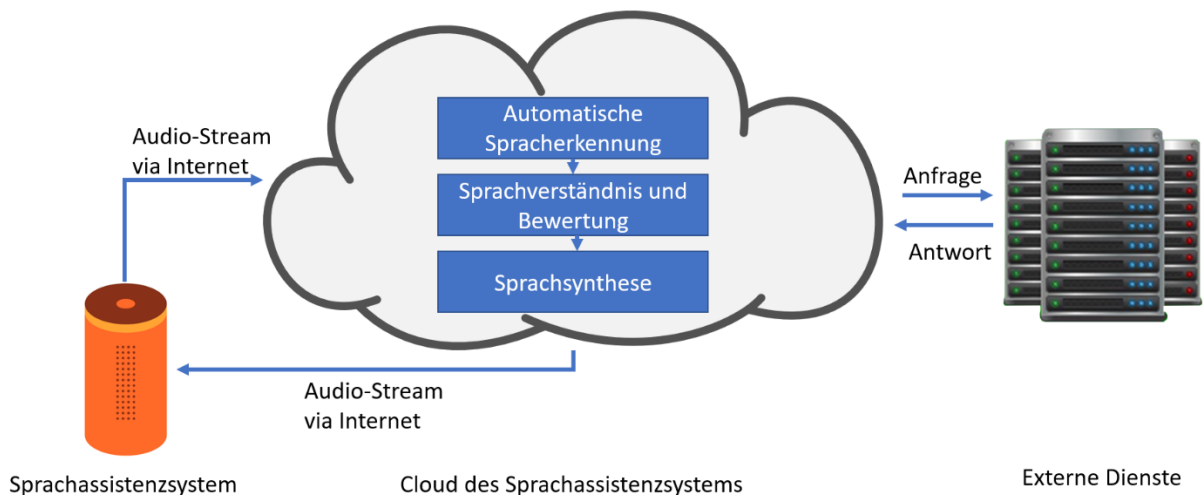 Automatische
Spracherkennung
Audio-Stream
via Internet
Sprachverständnis und
Bewertung
Anfrage
Antwort
Sprachsynthese
Audio-Stream
via Internet
Sprachassistenzsystem
Cloud des Sprachassistenzsystems
Externe Dienste